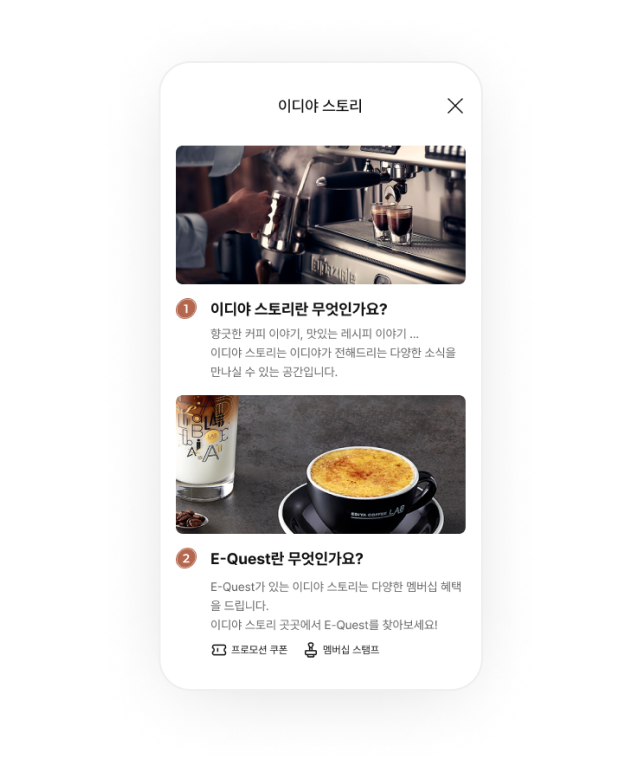 이디야 스토리
1
이디야 스토리란 무엇인가요?
향긋한 커피 이야기, 맛있는 레시피 이야기 ...
이디야 스토리는 이디야가 전해드리는 다양한 소식을
만나실 수 있는 공간입니다.
LAB
EDIYA COFFEE LAB
2
E-Quest란 무엇인가요?
E-Quest가 있는 이디야 스토리는 다양한 멤버십 혜택
을 드립니다.
이디야 스토리 곳곳에서 E-Quest를 찾아보세요!
프로모션 쿠폰 멤버십 스탬프